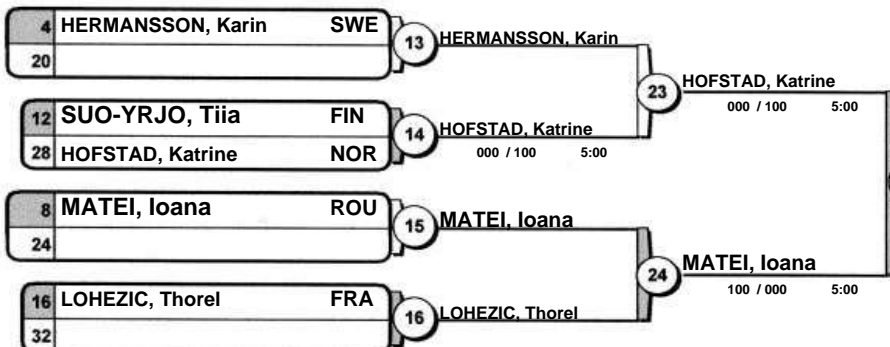 4 HERMANSSON, Karin SWE
20
13 HERMANSSON, Karin
12 SUO-YRJO, Tiia FIN
28 HOFSTAD, Katrine NOR
14 HOFSTAD, Katrine
000 / 100 5:00
23 HOFSTAD, Katrine
000 / 100 5:00
8 MATEI, Ioana ROU
24
15 MATEI, Ioana
16 LOHEZIC, Thorel FRA
32
16 LOHEZIC, Thorel
24 MATEI, Ioana
100 / 000 5:00